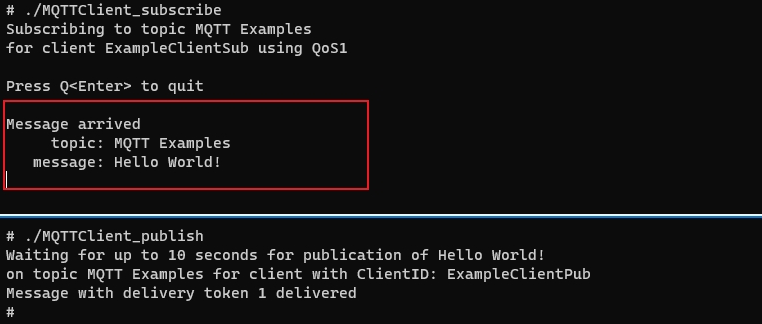 # ./MQTTClient_subscribe
Subscribing to topic MQTT Examples
for client ExampleClientSub using QoS1
Press Q<Enter> to quit
Message arrived
topic: MQTT Examples
message: Hello World!
# ./MQTTClient_publish
Waiting for up to 10 seconds for publication of Hello World!
on topic MQTT Examples for client with ClientID: ExampleClientPub
Message with delivery token 1 delivered
#